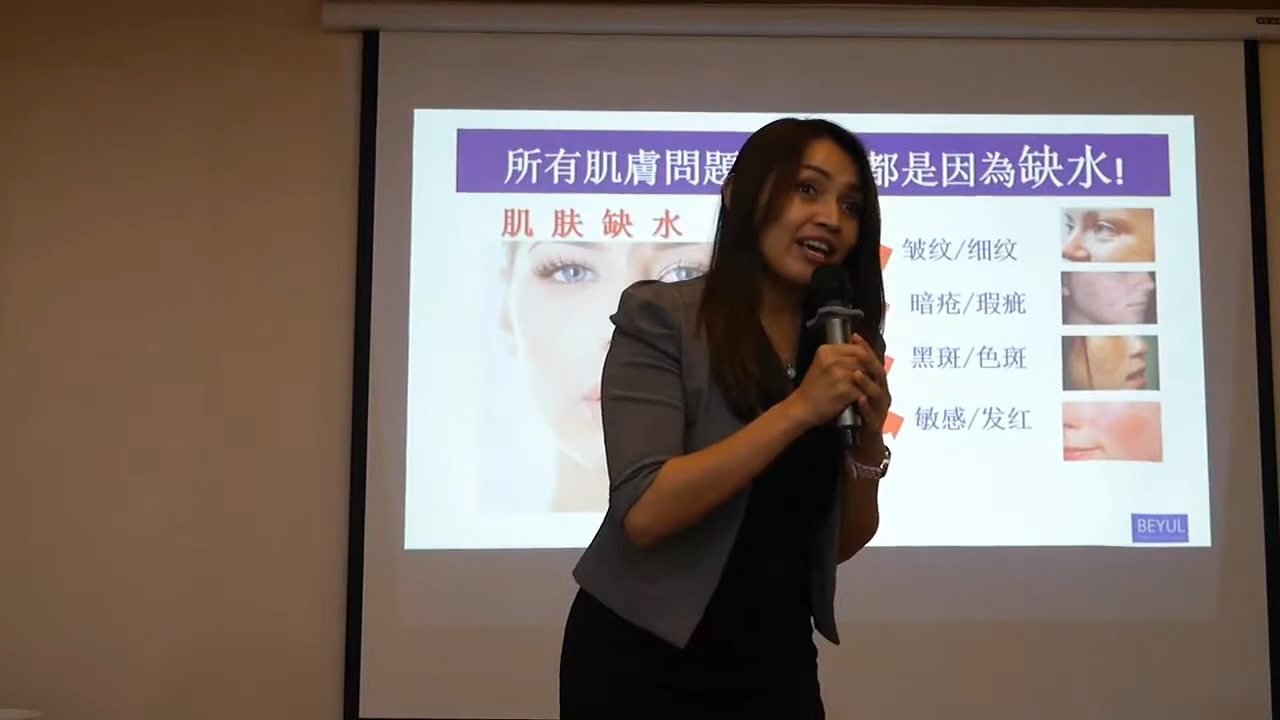 所有肌膚問題 都是因為缺水!
肌肤缺水
皱纹/细纹
暗疮/瑕疵
黑斑/色斑
敏感/发红
BEYUL